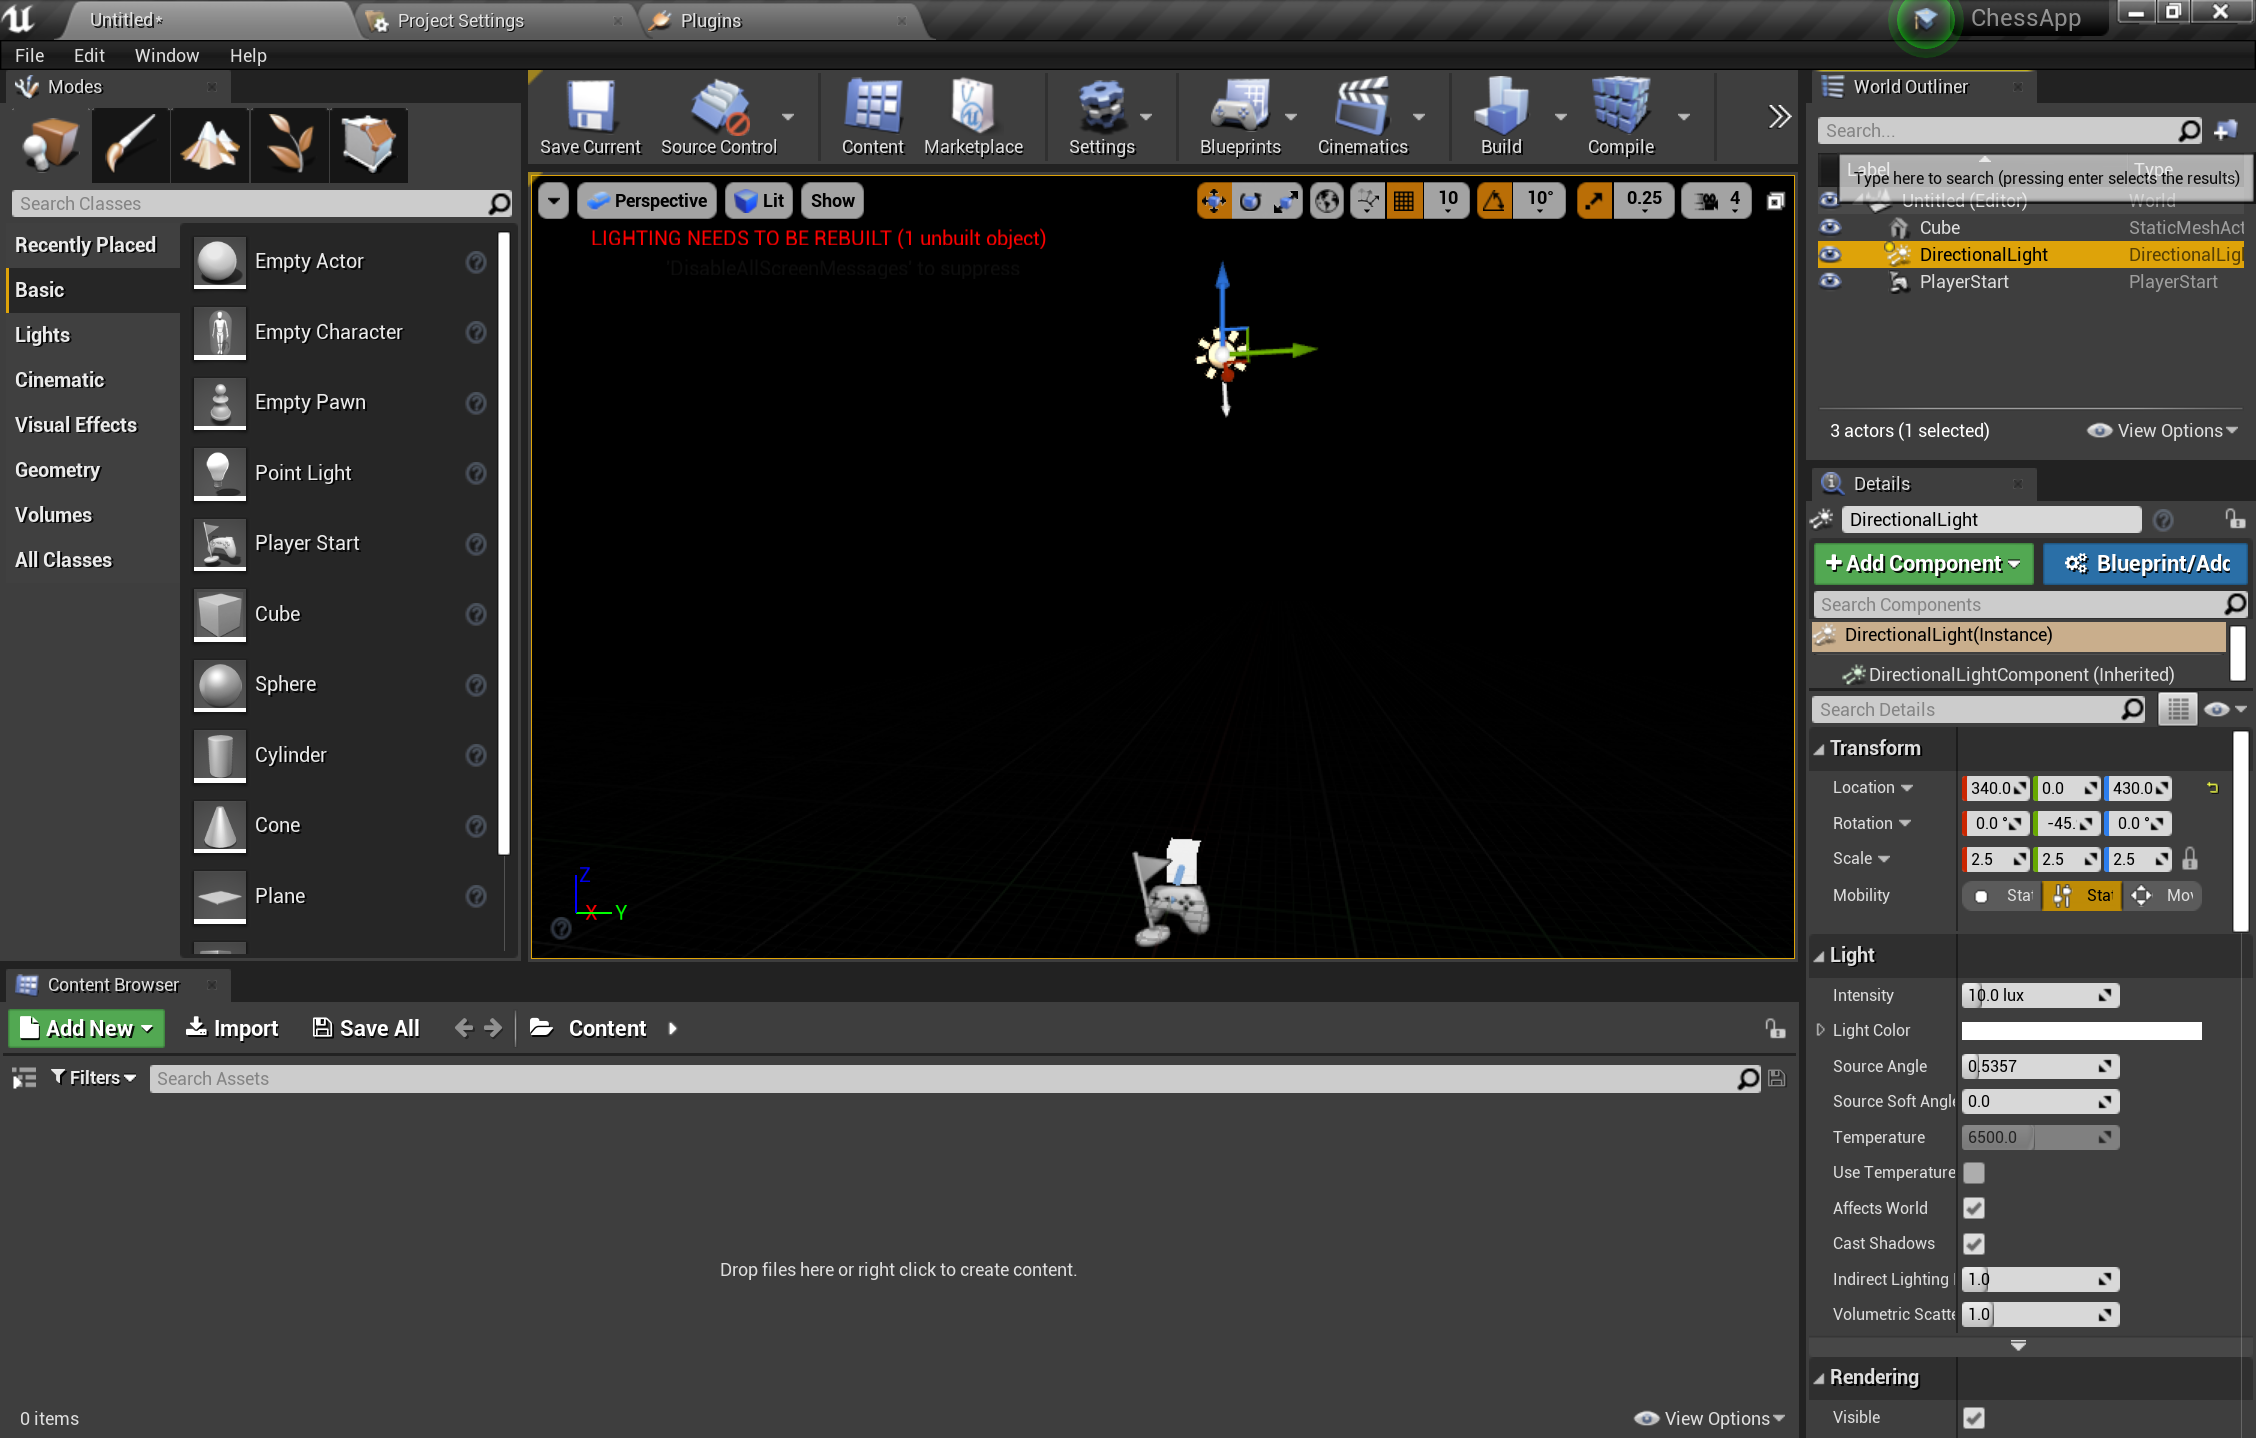 Untitled*
Project Settings
Plugins
ChessApp
File Edit Window Help
Modes
Search Classes
Recently Placed
Basic
Lights
Cinematic
Visual Effects
Geometry
Volumes
All Classes
Empty Actor
Empty Character
Empty Pawn
Point Light
Player Start
Cube
Sphere
Cylinder
Cone
Plane
Save Current
Source Control
Content
Marketplace
Settings
Blueprints
Cinematics
Build
Compile
Perspective
Lit
Show
10
10°
0.25
4
LIGHTING NEEDS TO BE REBUILT (1 unbuilt object)
'DisableAllScreenMessages' to suppress
Z
X
Y
World Outliner
Search...
Label
Type
Type here to search (pressing enter selects the results)
Untitled (Editor) World
Cube StaticMeshAct
DirectionalLight DirectionalLig
PlayerStart PlayerStart
3 actors (1 selected)
View Options
Details
DirectionalLight
+ Add Component
Blueprint/Adc
Search Components
DirectionalLight(Instance)
DirectionalLightComponent (Inherited)
Search Details
Transform
Location 340.0 0.0 430.0
Rotation 0.0 ° -45. 0.0 °
Scale 2.5 2.5 2.5
Mobility Stat Stat Mov
Light
Intensity 10.0 lux
Light Color
Source Angle 0.5357
Source Soft Angle 0.0
Temperature 6500.0
Use Temperature
Affects World
Cast Shadows
Indirect Lighting 1.0
Volumetric Scatte 1.0
Rendering
Visible
Content Browser
Add New
Import
Save All
Content
Filters
Search Assets
Drop files here or right click to create content.
0 items
View Options